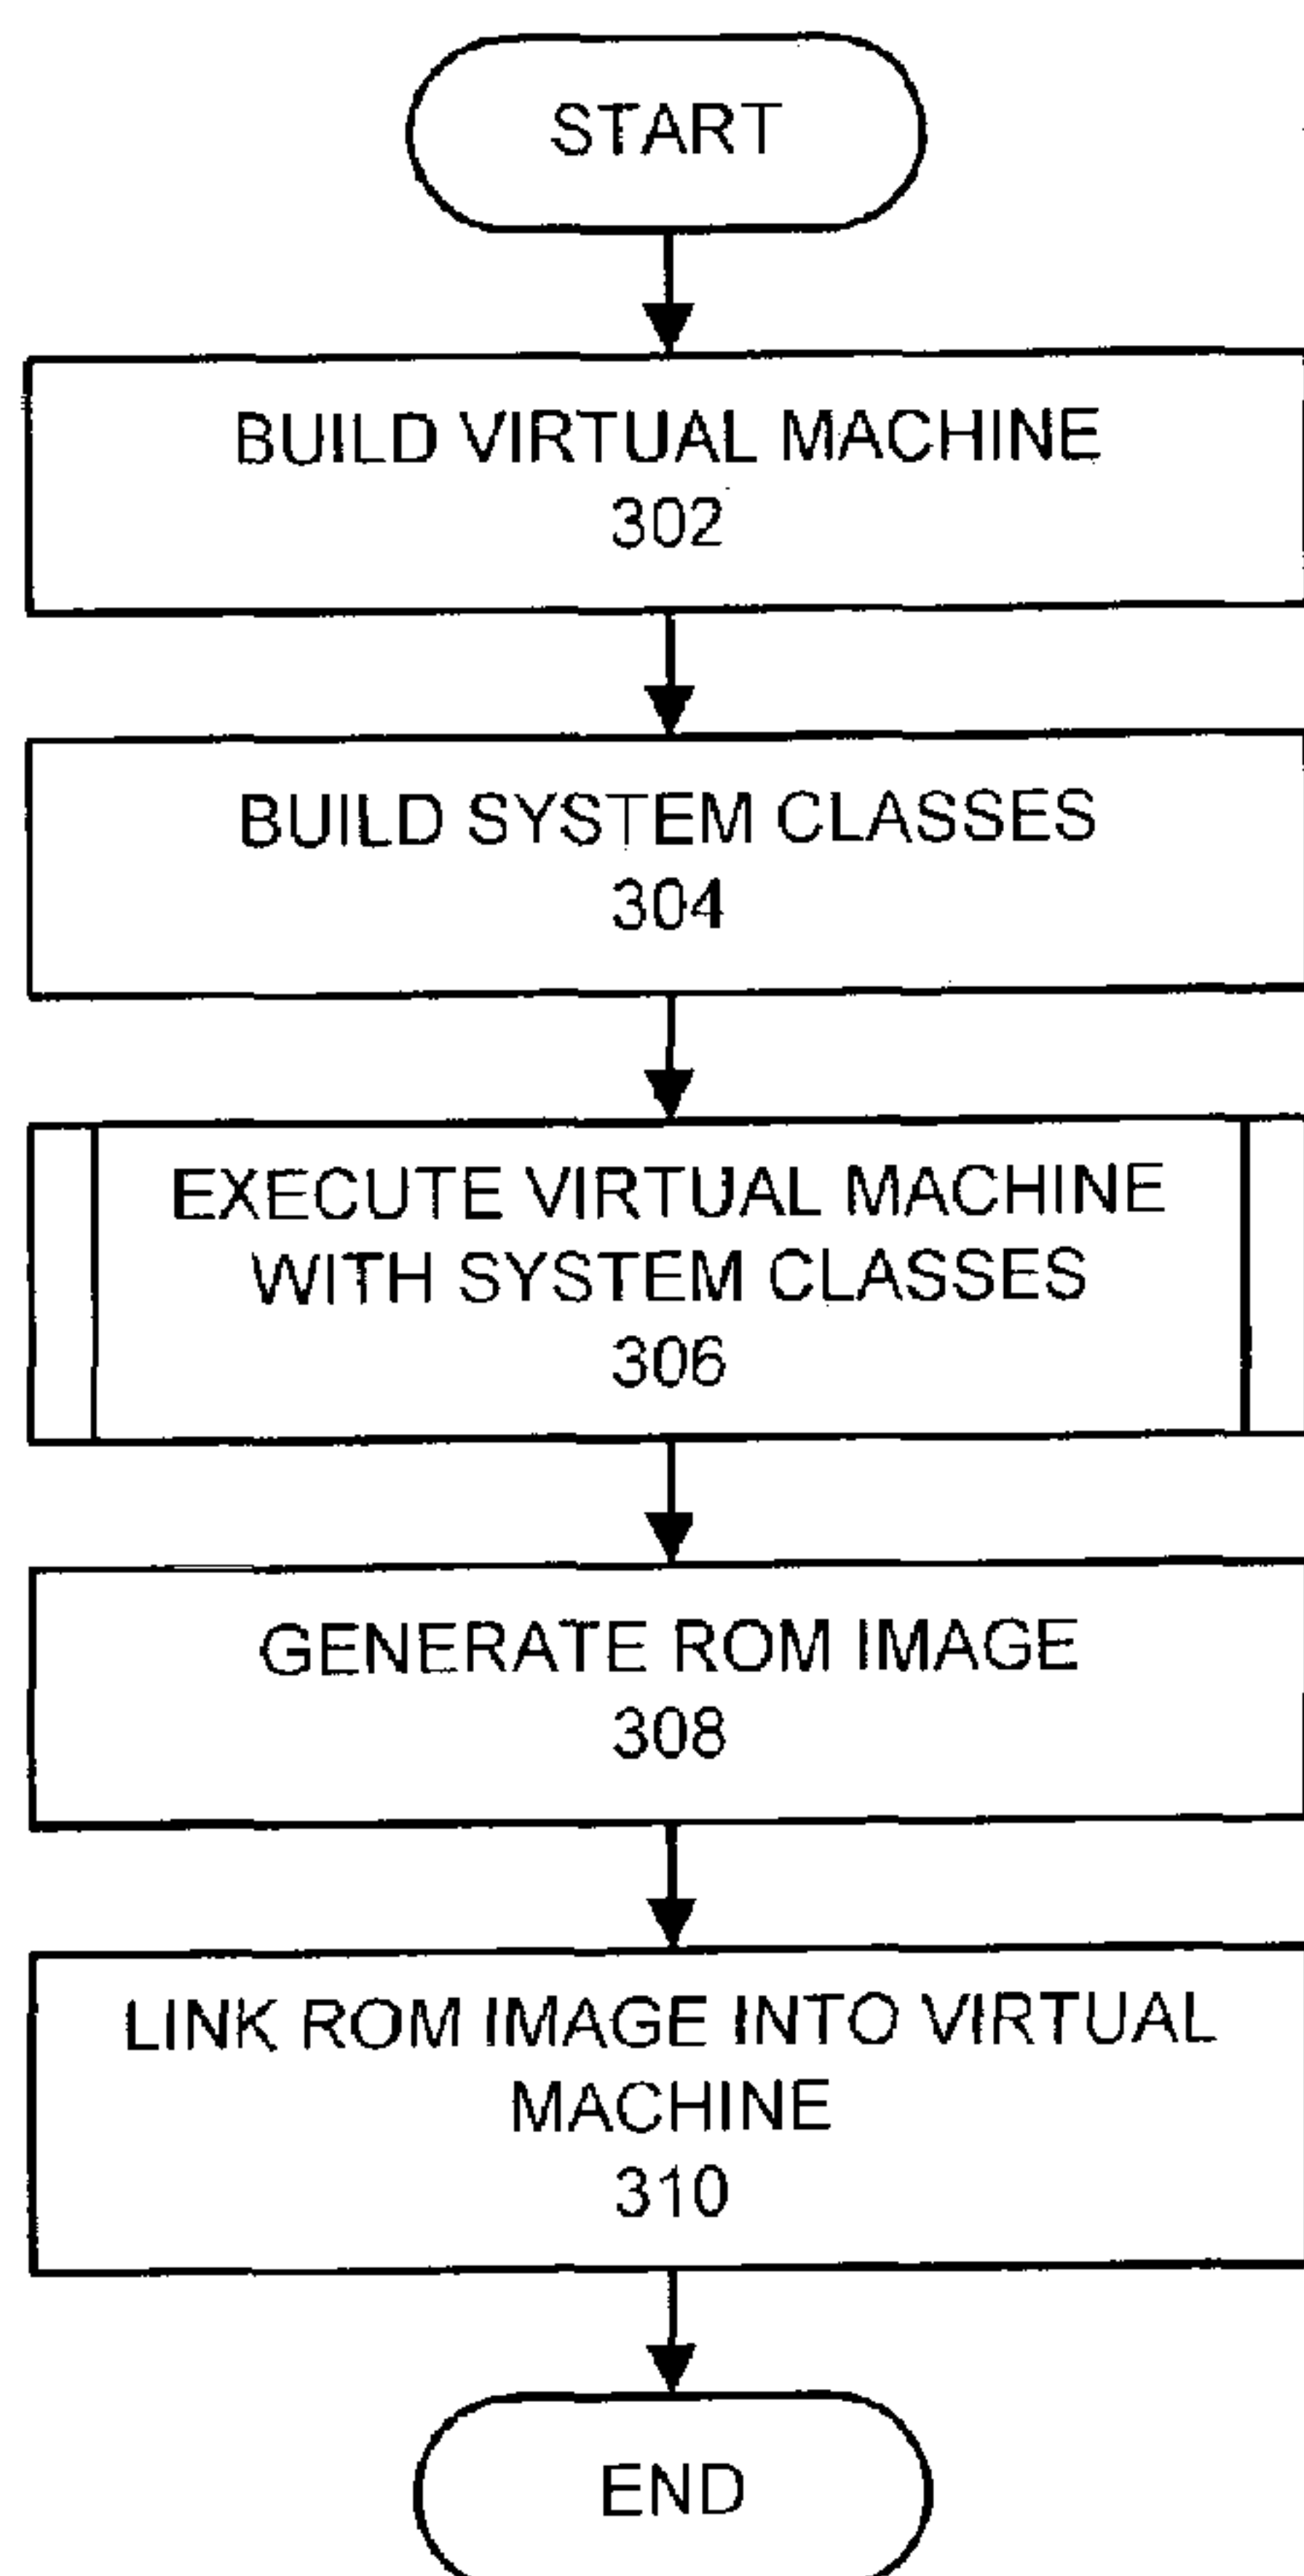 START
BUILD VIRTUAL MACHINE
302
BUILD SYSTEM CLASSES
304
EXECUTE VIRTUAL MACHINE
WITH SYSTEM CLASSES
306
GENERATE ROM IMAGE
308
LINK ROM IMAGE INTO VIRTUAL
MACHINE
310
END